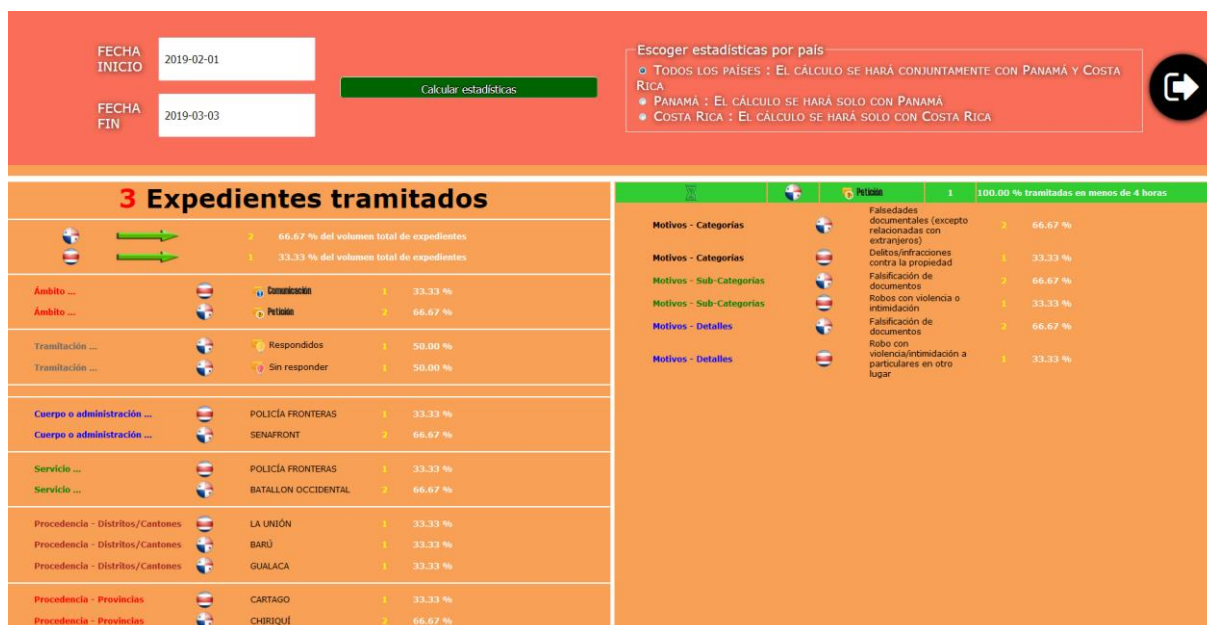 FECHA
INICIO
2019-02-01
Calcular estadísticas
FECHA
FIN
2019-03-03
Escoger estadísticas por país
TODOS LOS PAÍSES : EL CÁLCULO SE HARÁ CONJUNTAMENTE CON PANAMÁ Y COSTA
RICA
PANAMÁ : EL CÁLCULO SE HARÁ SOLO CON PANAMÁ
COSTA RICA : EL CÁLCULO SE HARÁ SOLO CON COSTA RICA
3 Expedientes tramitados
2 66.67 % del volumen total de expedientes
1 33.33 % del volumen total de expedientes
Ámbito ... Comunicación 1 33.33 %
Ámbito ... Petición 2 66.67 %
Tramitación ... Respondidos 1 50.00 %
Tramitación ... Sin responder 1 50.00 %
Cuerpo o administración ... POLICÍA FRONTERAS 1 33.33 %
Cuerpo o administración ... SENAFRONT 2 66.67 %
Servicio ... POLICÍA FRONTERAS 1 33.33 %
Servicio ... BATALLON OCCIDENTAL 2 66.67 %
Procedencia - Distritos/Cantones LA UNIÓN 1 33.33 %
Procedencia - Distritos/Cantones BARÚ 1 33.33 %
Procedencia - Distritos/Cantones GUALACA 1 33.33 %
Procedencia - Provincias CARTAGO 1 33.33 %
Procedencia - Provincias CHIRIQUÍ 2 66.67 %
Petición 1 100.00 % tramitadas en menos de 4 horas
Motivos - Categorías Falsedades
documentales (excepto
relacionadas con
extranjeros) 2 66.67 %
Motivos - Categorías Delitos/infracciones
contra la propiedad 1 33.33 %
Motivos - Sub-Categorías Falsificación de
documentos 2 66.67 %
Motivos - Sub-Categorías Robos con violencia o
intimidación 1 33.33 %
Motivos - Detalles Falsificación de
documentos 2 66.67 %
Motivos - Detalles Robo con
violencia/intimidación a
particulares en otro
lugar 1 33.33 %